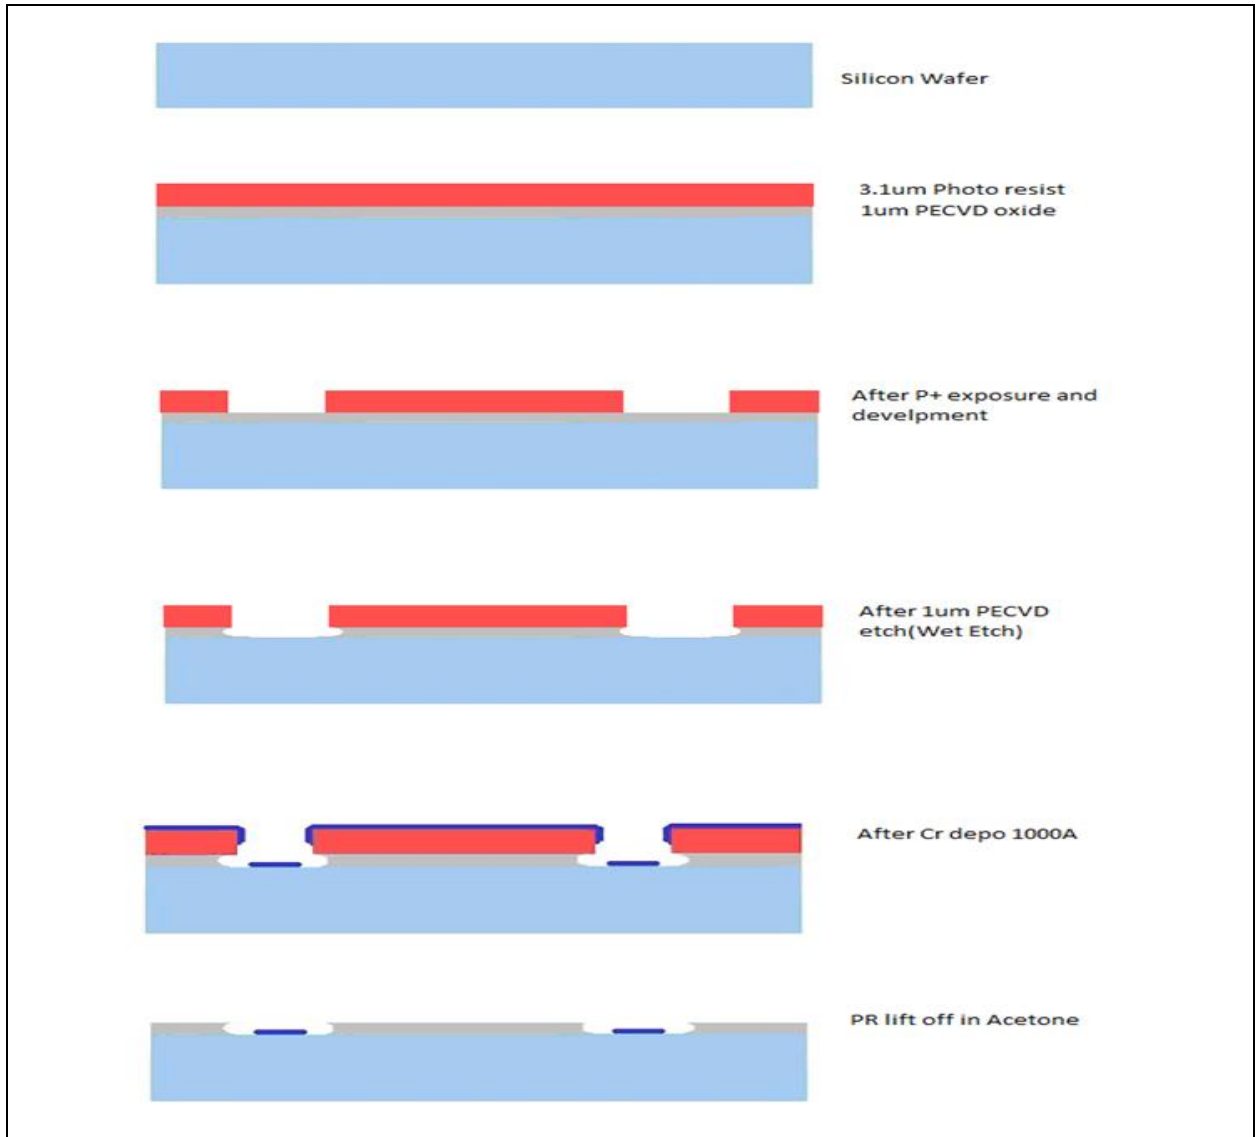 Silicon Wafer
3.1um Photo resist
1um PECVD oxide
After P+ exposure and
develpment
After 1um PECVD
etch(Wet Etch)
After Cr depo 1000A
PR lift off in Acetone